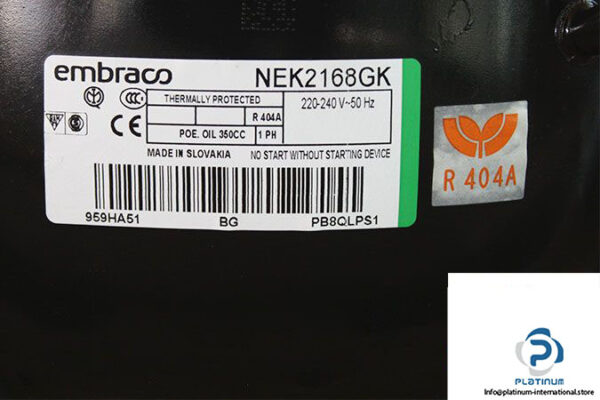 embraco NEK2168GK
THERMALLY PROTECTED
R 404A
220-240 V~50 Hz
CE
POE. OIL 350CC 1 PH
MADE IN SLOVAKIA NO START WITHOUT STARTING DEVICE
959HA51 BG PB8QLPS1
R 404A
PLATINUM
Info@platinum-international.store